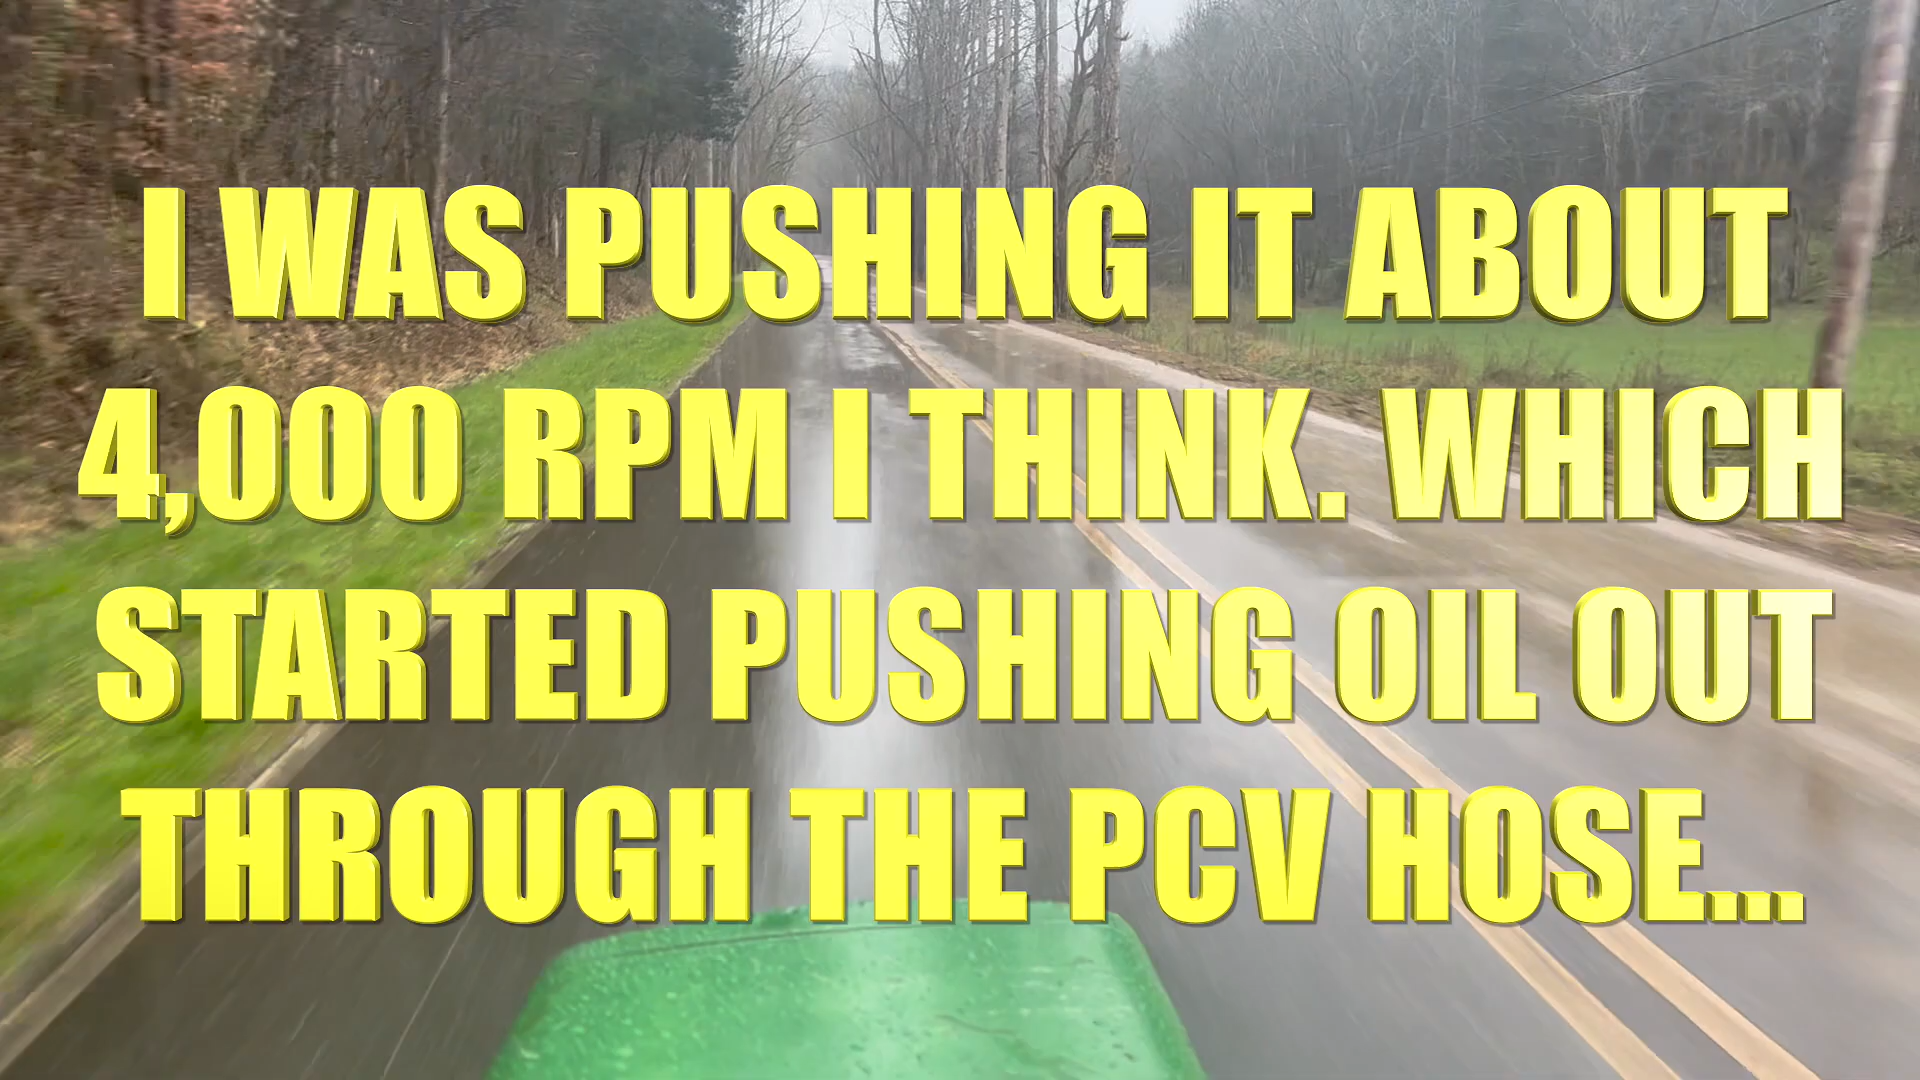 I WAS PUSHING IT ABOUT
4,000 RPM I THINK. WHICH
STARTED PUSHING OIL OUT
THROUGH THE PCV HOSE...